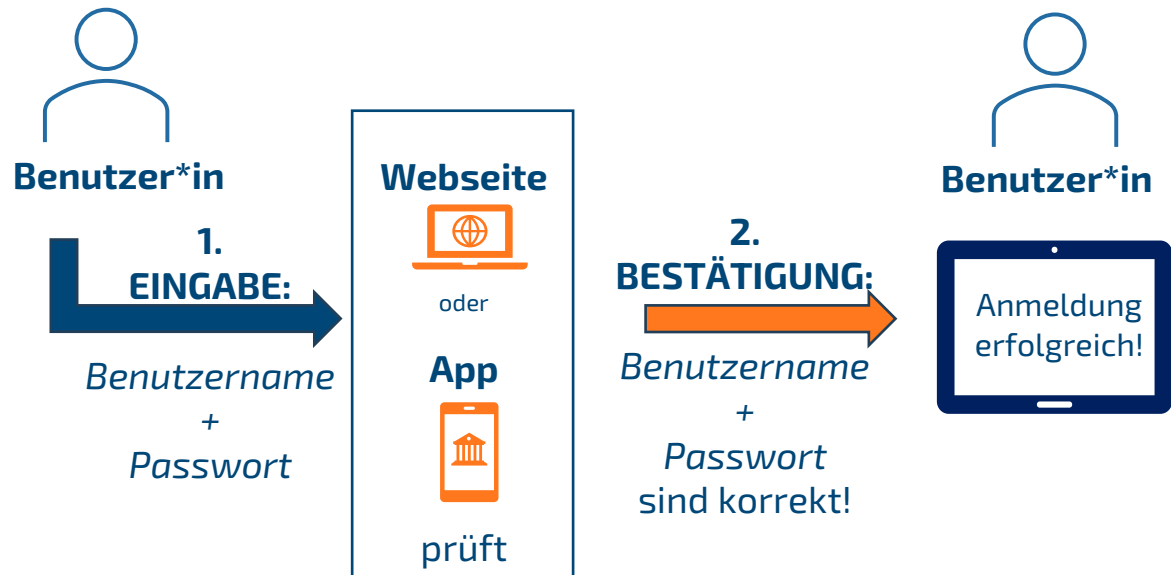 Benutzer*in
1.
EINGABE:
Benutzername
+
Passwort
Webseite
oder
App
prüft
2.
BESTÄTIGUNG:
Benutzername
+
Passwort
sind korrekt!
Benutzer*in
Anmeldung
erfolgreich!